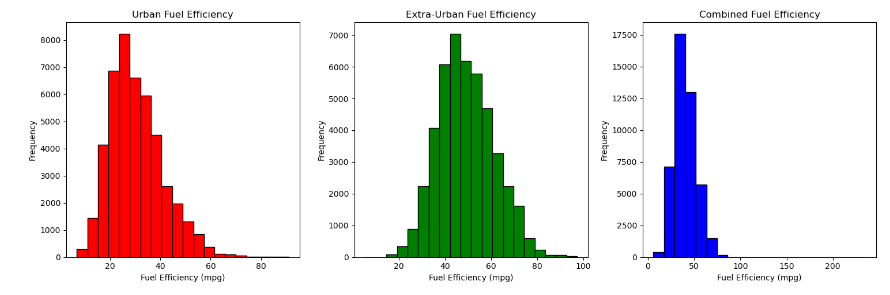 Urban Fuel Efficiency
8000
7000
6000
5000
4000
3000
2000
1000
0
Frequency
20 40 60 80
Fuel Efficiency (mpg)
Extra-Urban Fuel Efficiency
7000
6000
5000
4000
3000
2000
1000
0
Frequency
20 40 60 80 100
Fuel Efficiency (mpg)
Combined Fuel Efficiency
17500
15000
12500
10000
7500
5000
2500
0
Frequency
0 50 100 150 200
Fuel Efficiency (mpg)